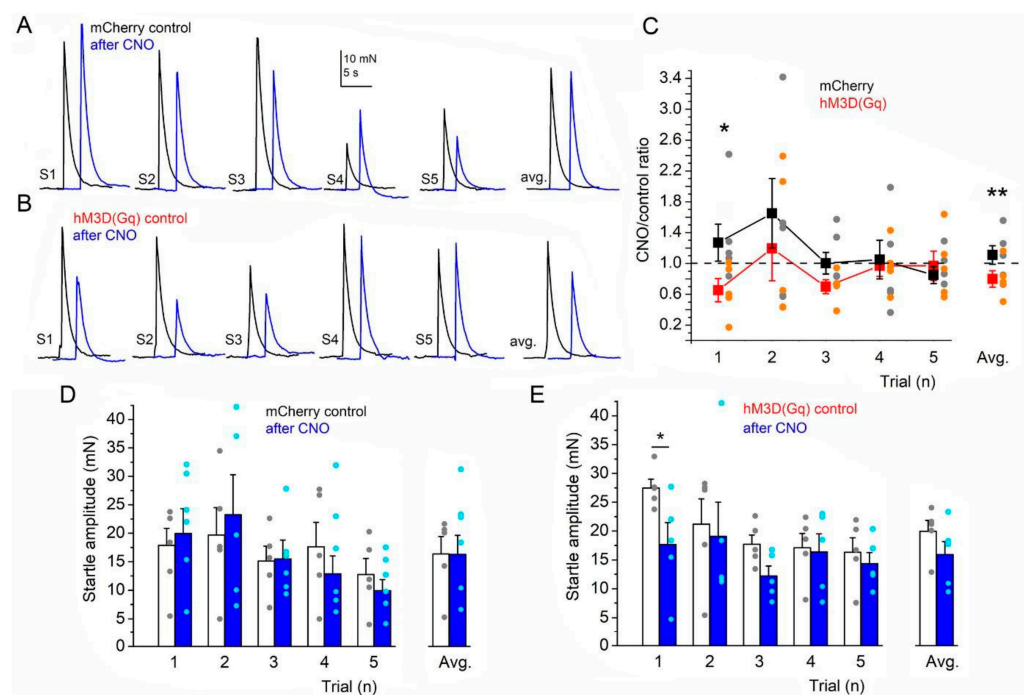 A
mCherry control
after CNO
10 mN
5 s
S1
S2
S3
S4
S5
avg.
B
hM3D(Gq) control
after CNO
S1
S2
S3
S4
S5
avg.
C
mCherry
hM3D(Gq)
CNO/control ratio
3.4
3.0
2.6
2.2
1.8
1.4
1.0
0.6
0.2
*
**
1 2 3 4 5 Avg.
Trial (n)
D
mCherry control
after CNO
Startle amplitude (mN)
40
35
30
25
20
15
10
5
0
1 2 3 4 5 Avg.
Trial (n)
E
hM3D(Gq) control
after CNO
*
Startle amplitude (mN)
40
35
30
25
20
15
10
5
0
1 2 3 4 5 Avg.
Trial (n)